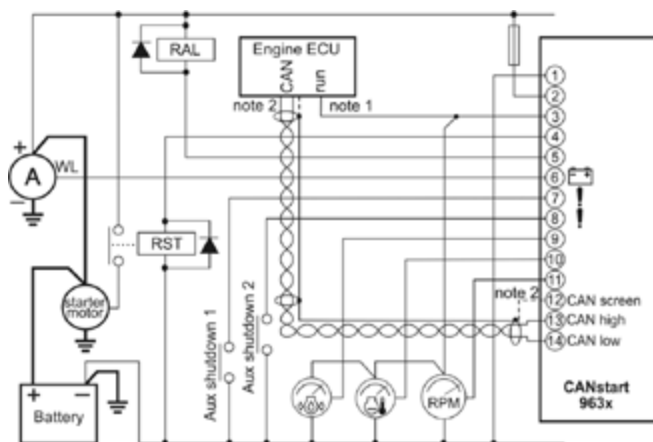 RAL
Engine ECU
CAN
run
note 2
note 1
1
2
3
4
5
6
7
8
9
10
11
12 CAN screen
13 CAN high
14 CAN low
note 2
+
A
WL
−
RST
starter
motor
Aux shutdown 1
Aux shutdown 2
RPM
+ −
Battery
CANstart
963x